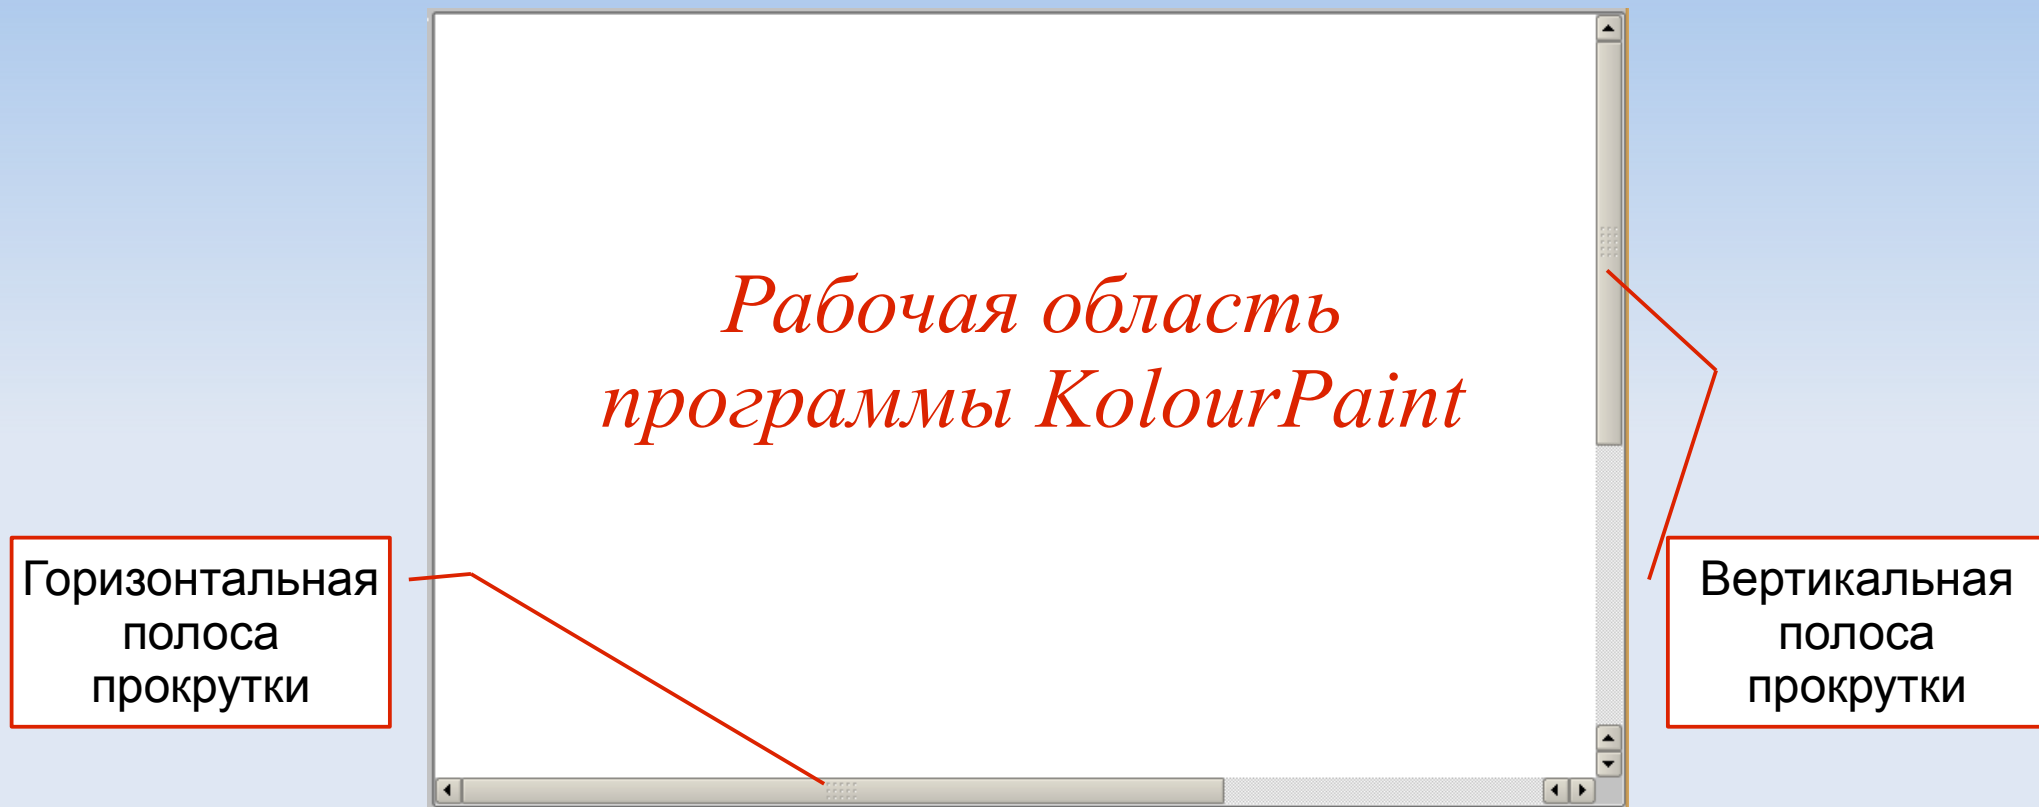 Рабочая область
программы KolourPaint
Горизонтальная
полоса
прокрутки
Вертикальная
полоса
прокрутки